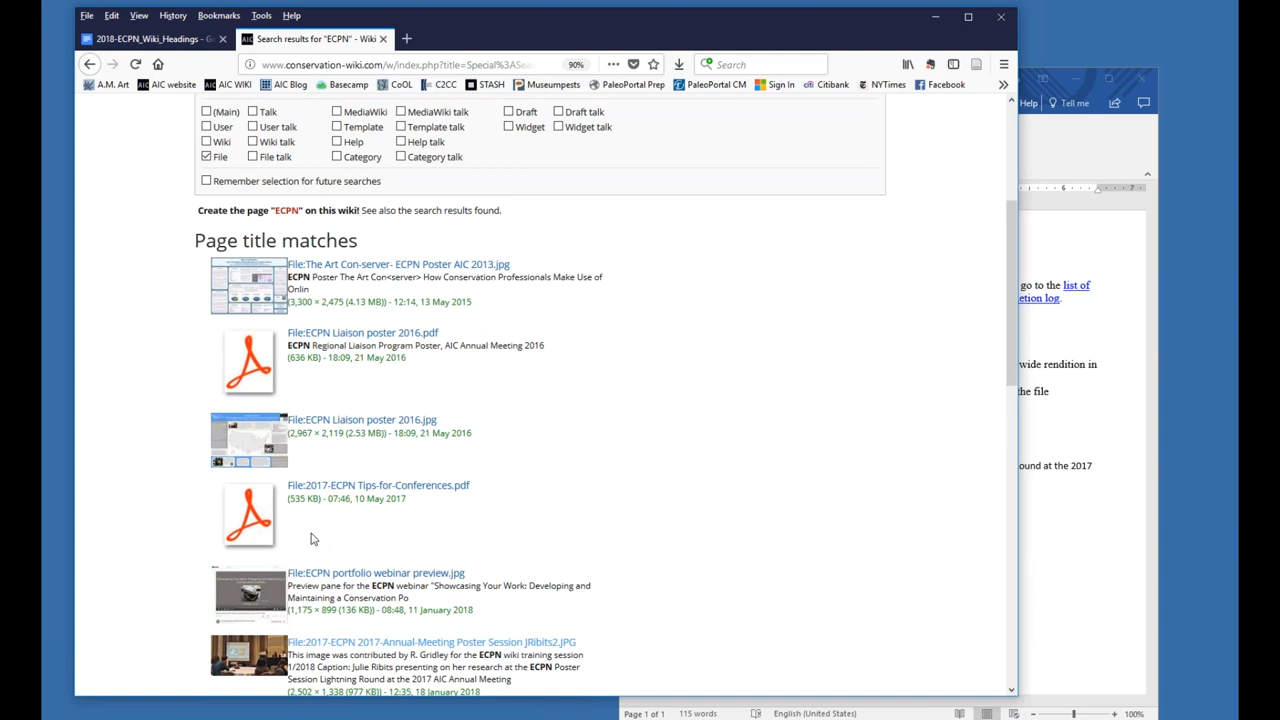 File Edit View History Bookmarks Tools Help
2018-ECPN_Wiki_Headings - G
AIC Search results for "ECPN" - Wiki
www.conservation-wiki.com/w/index.php?title=Special%3ASea 90% Search
A.M. Art AIC website AIC WIKI AIC Blog Basecamp CoOL C2CC STASH Museumpests PaleoPortal Prep PaleoPortal CM Sign In Citibank NYTimes Facebook
Help Tell me
(Main) Talk MediaWiki MediaWiki talk Draft Draft talk
User User talk Template Template talk Widget Widget talk
Wiki Wiki talk Help Help talk
File File talk Category Category talk
Remember selection for future searches
6 7
Create the page "ECPN" on this wiki! See also the search results found.
Page title matches
File:The Art Con-server- ECPN Poster AIC 2013.jpg
ECPN Poster The Art Con<server> How Conservation Professionals Make Use of
Onlin
(3,300 × 2,475 (4.13 MB)) - 12:14, 13 May 2015
File:ECPN Liaison poster 2016.pdf
ECPN Regional Liaison Program Poster, AIC Annual Meeting 2016
(636 KB) - 18:09, 21 May 2016
File:ECPN Liaison poster 2016.jpg
(2,967 × 2,119 (2.53 MB)) - 18:09, 21 May 2016
File:2017-ECPN Tips-for-Conferences.pdf
(535 KB) - 07:46, 10 May 2017
File:ECPN portfolio webinar preview.jpg
Preview pane for the ECPN webinar "Showcasing Your Work: Developing and
Maintaining a Conservation Po
(1,175 × 899 (136 KB)) - 08:48, 11 January 2018
File:2017-ECPN 2017-Annual-Meeting Poster Session JRibits2.JPG
This image was contributed by R. Gridley for the ECPN wiki training session
1/2018 Caption: Julie Ribits presenting on her research at the ECPN Poster
Session Lightning Round at the 2017 AIC Annual Meeting
(2,502 × 1,338 (977 KB)) - 12:35, 18 January 2018
go to the list of
etion log.
wide rendition in
the file
ound at the 2017
Page 1 of 1 115 words English (United States) 100%